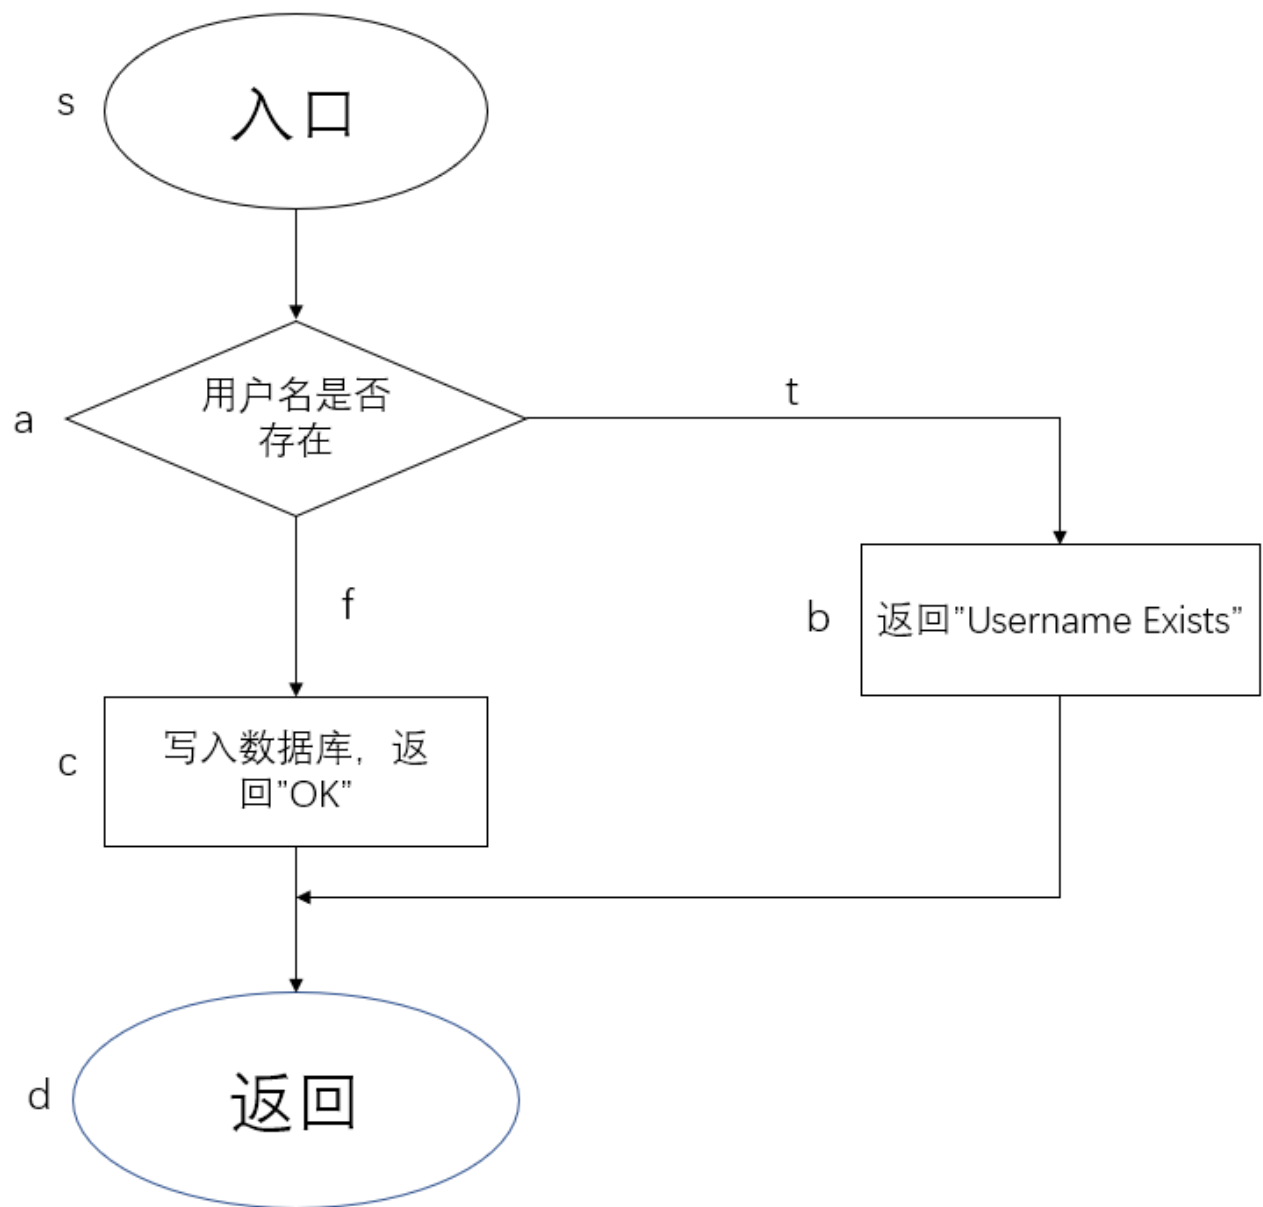 s
入口
a
用户名是否
存在
t
f
b
返回”Username Exists”
c
写入数据库，返
回”OK”
d
返回